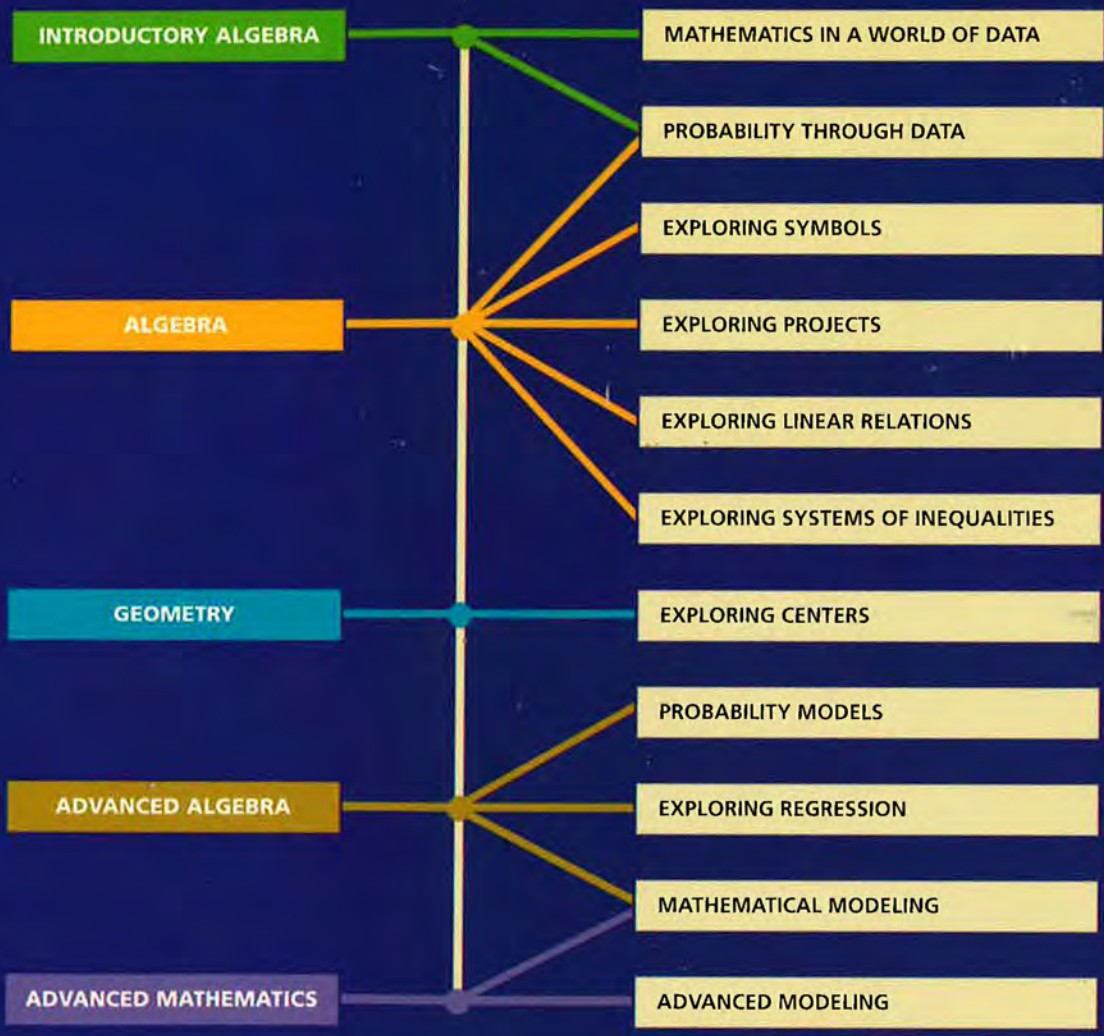 INTRODUCTORY ALGEBRA
MATHEMATICS IN A WORLD OF DATA
PROBABILITY THROUGH DATA
EXPLORING SYMBOLS
ALGEBRA
EXPLORING PROJECTS
EXPLORING LINEAR RELATIONS
EXPLORING SYSTEMS OF INEQUALITIES
GEOMETRY
EXPLORING CENTERS
PROBABILITY MODELS
ADVANCED ALGEBRA
EXPLORING REGRESSION
MATHEMATICAL MODELING
ADVANCED MATHEMATICS
ADVANCED MODELING